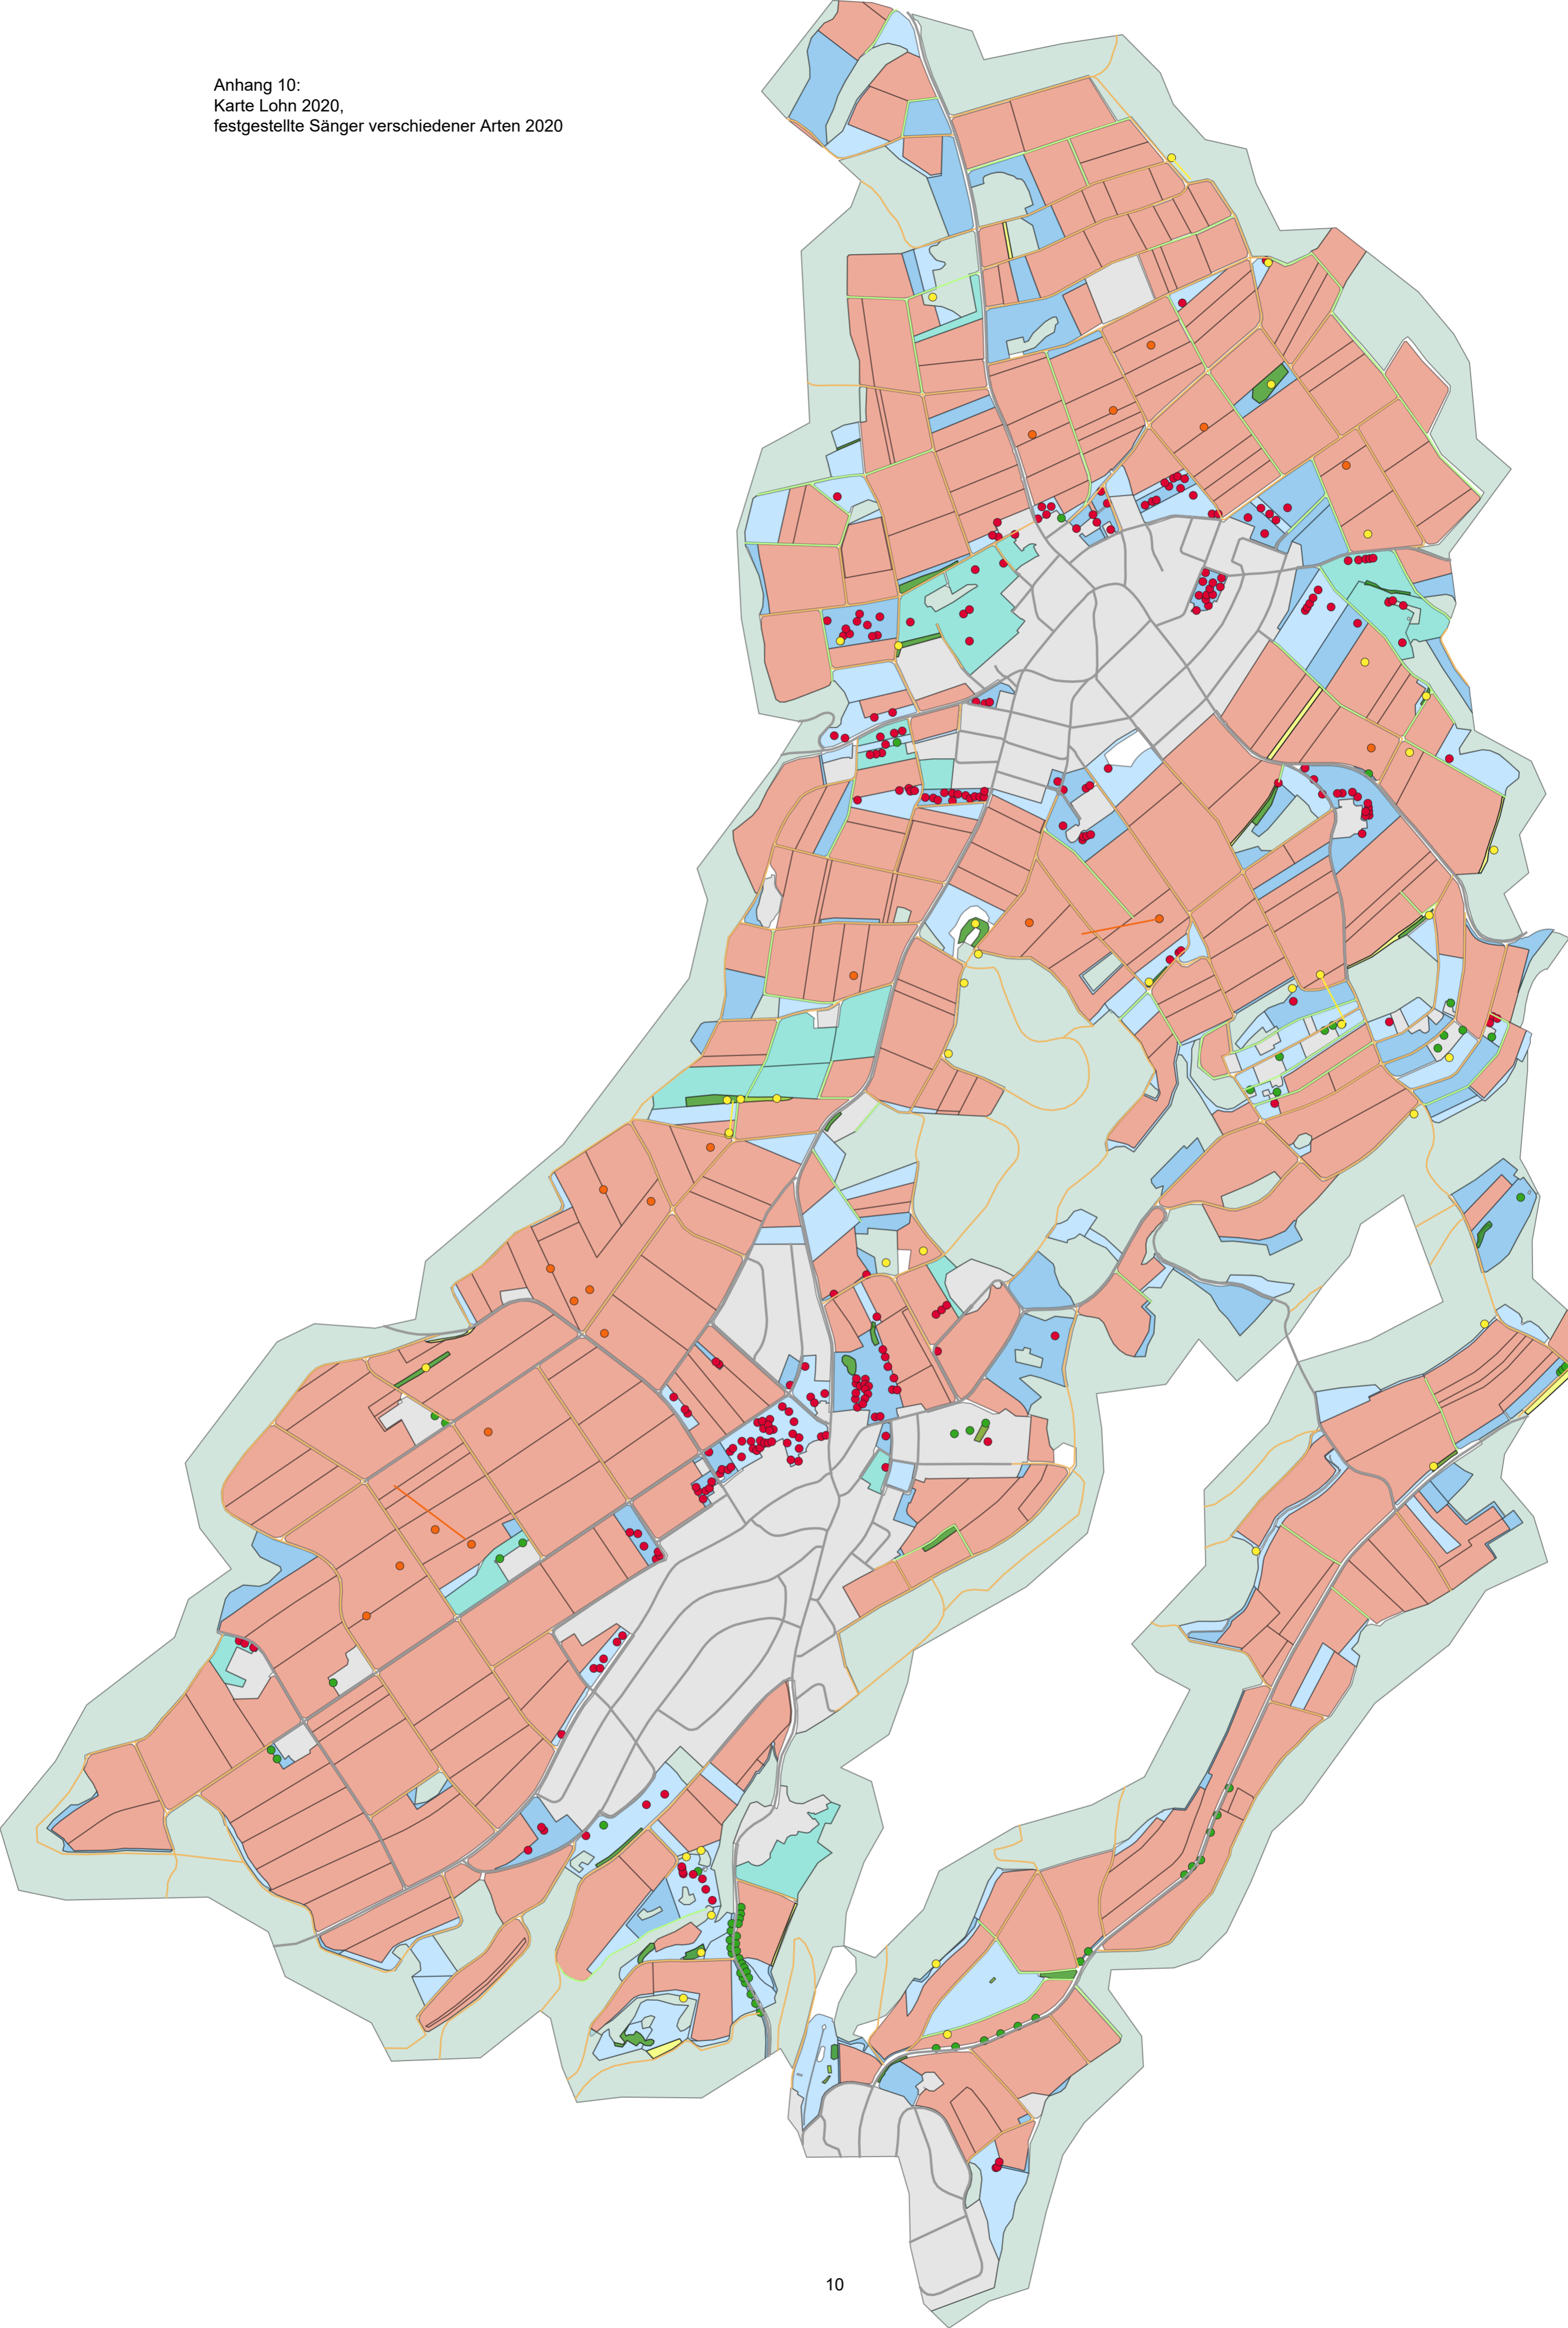 Anhang 10:
Karte Lohn 2020,
festgestellte Sänger verschiedener Arten 2020
10